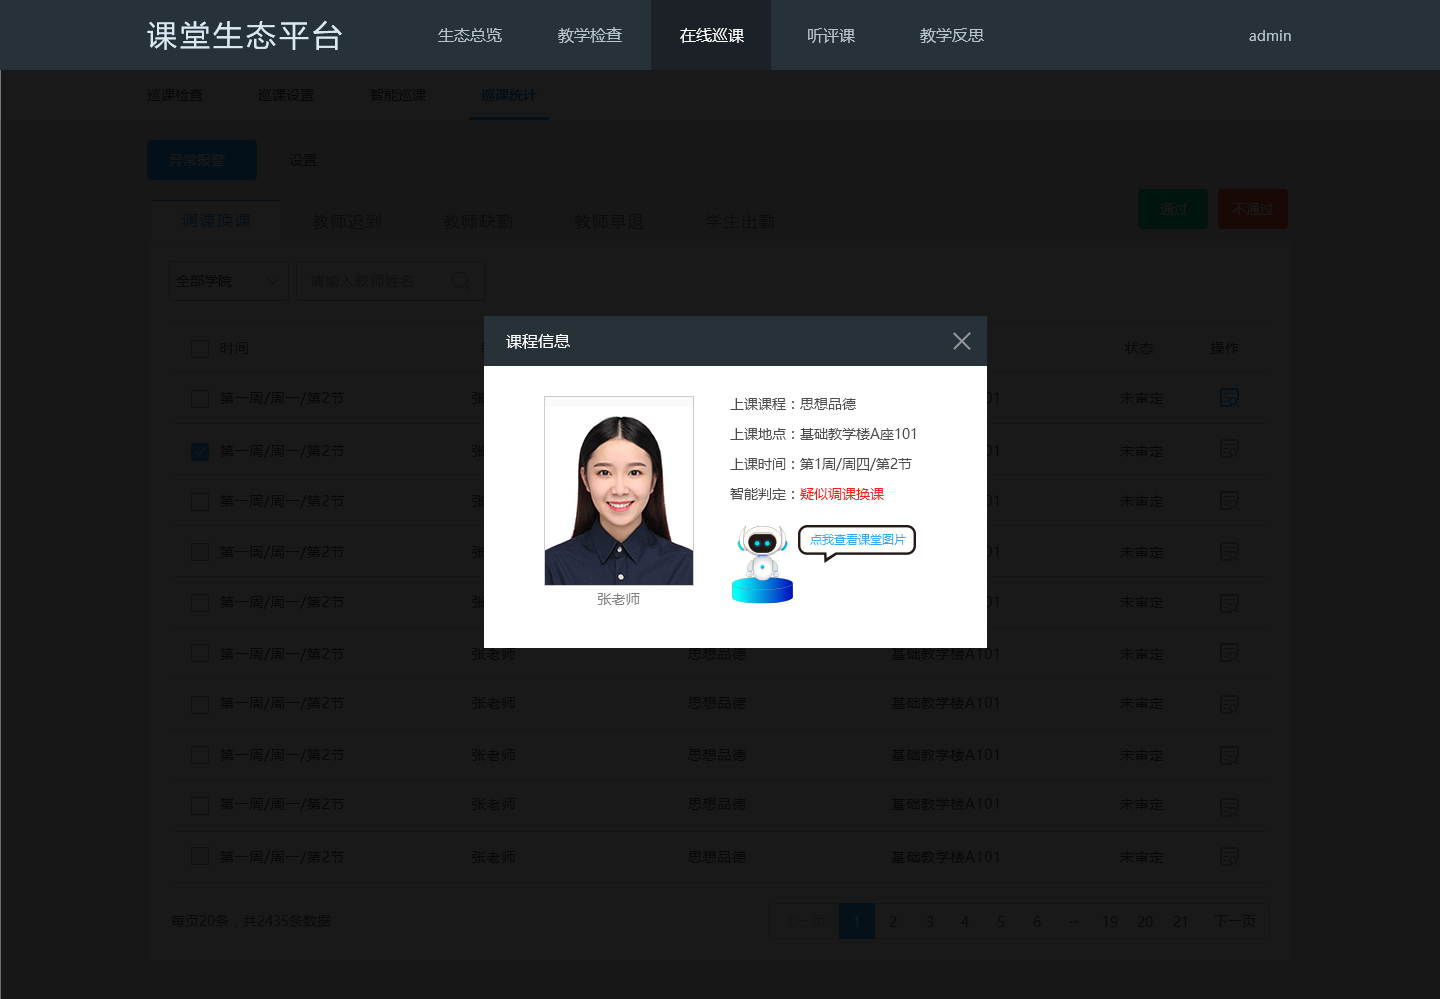 课堂生态平台 生态总览 教学检查 在线巡课 听评课 教学反思 admin
巡课检查 巡课设置 智能巡课 巡课统计
异常报警 设置
通过 不通过
调课换课 教师迟到 教师缺勤 教师早退 学生出勤
全部学院 请输入教师姓名
课程信息
时间 状态 操作
第一周/周一/第2节 张 01 未审定
上课课程：思想品德
上课地点：基础教学楼A座101
第一周/周一/第2节 张 01 未审定
上课时间：第1周/周四/第2节
智能判定：疑似调课换课
第一周/周一/第2节 张 01 未审定
点我查看课堂图片
第一周/周一/第2节 张 01 未审定
张老师
第一周/周一/第2节 张 01 未审定
第一周/周一/第2节 张老师 思想品德 基础教学楼A101 未审定
第一周/周一/第2节 张老师 思想品德 基础教学楼A101 未审定
第一周/周一/第2节 张老师 思想品德 基础教学楼A101 未审定
第一周/周一/第2节 张老师 思想品德 基础教学楼A101 未审定
第一周/周一/第2节 张老师 思想品德 基础教学楼A101 未审定
每页20条，共2435条数据 上一页 1 2 3 4 5 6 ··· 19 20 21 下一页